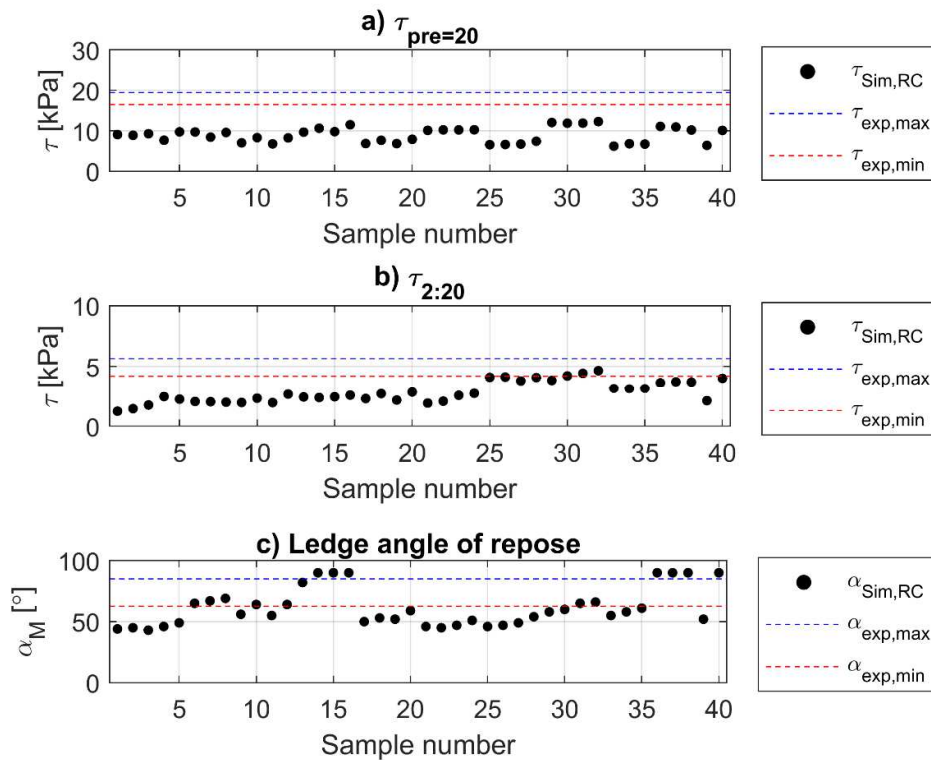 a) τpre=20
30
20
10
0
τ [kPa]
5 10 15 20 25 30 35 40
Sample number
τSim,RC
τexp,max
τexp,min
b) τ2:20
10
5
0
τ [kPa]
5 10 15 20 25 30 35 40
Sample number
τSim,RC
τexp,max
τexp,min
c) Ledge angle of repose
100
50
0
αM [°]
5 10 15 20 25 30 35 40
Sample number
αSim,RC
αexp,max
αexp,min